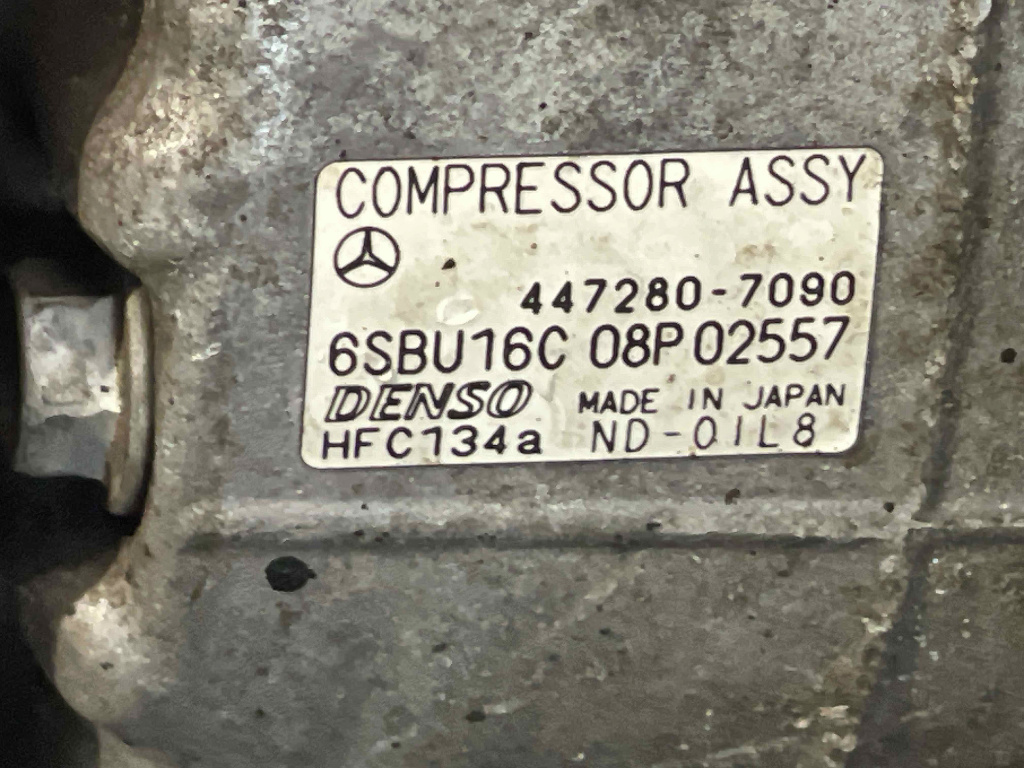 COMPRESSOR ASSY
447280-7090
6SBU16C 08P02557
DENSO MADE IN JAPAN
HFC134a ND-OIL8